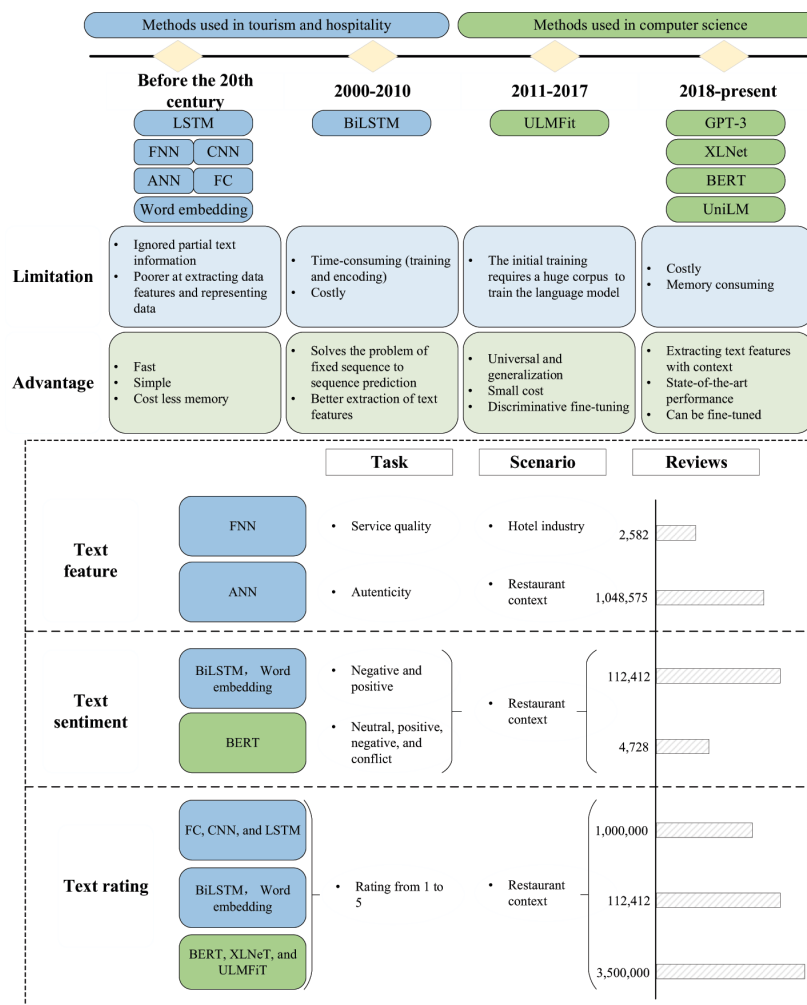 Methods used in tourism and hospitality
Methods used in computer science
Before the 20th
century
2000-2010
2011-2017
2018-present
LSTM
FNN
CNN
ANN
FC
Word embedding
BiLSTM
ULMFit
GPT-3
XLNet
BERT
UniLM
Limitation
• Ignored partial text
information
• Poorer at extracting data
features and representing
data
• Time-consuming (training
and encoding)
• Costly
• The initial training
requires a huge corpus to
train the language model
• Costly
• Memory consuming
Advantage
• Fast
• Simple
• Cost less memory
• Solves the problem of
fixed sequence to
sequence prediction
• Better extraction of text
features
• Universal and
generalization
• Small cost
• Discriminative fine-tuning
• Extracting text features
with context
• State-of-the-art
performance
• Can be fine-tuned
Task
Scenario
Reviews
Text
feature
FNN
• Service quality
• Hotel industry
2,582
ANN
• Autenticity
• Restaurant
context
1,048,575
Text
sentiment
BiLSTM, Word
embedding
• Negative and
positive
BERT
• Neutral, positive,
negative, and
conflict
• Restaurant
context
112,412
4,728
Text rating
FC, CNN, and LSTM
BiLSTM, Word
embedding
BERT, XLNeT, and
ULMFiT
• Rating from 1 to
5
• Restaurant
context
1,000,000
112,412
3,500,000